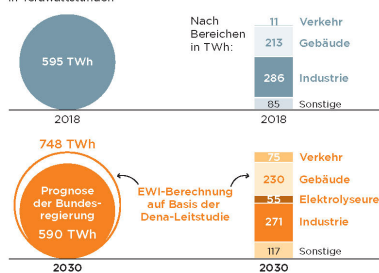 in Terawattstunden
Nach
Bereichen
in TWh:
595 TWh
2018
11 Verkehr
213 Gebäude
286 Industrie
85 Sonstige
2018
748 TWh
Prognose
der Bundes-
regierung
590 TWh
2030
EWI-Berechnung
auf Basis der
Dena-Leitstudie
75 Verkehr
230 Gebäude
55 Elektrolyseure
271 Industrie
117 Sonstige
2030